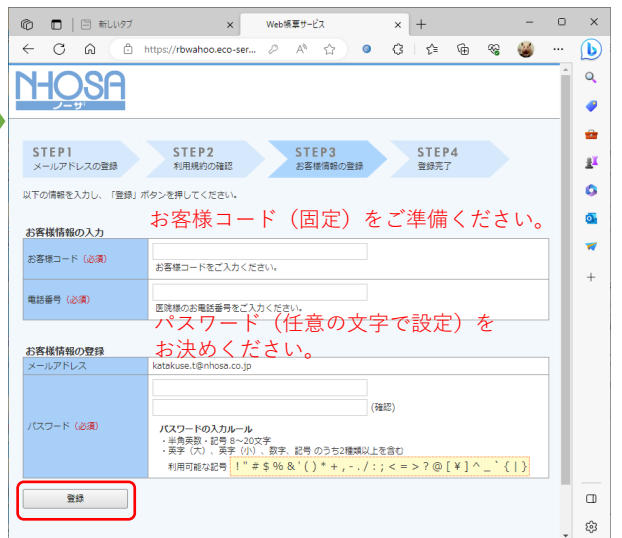 新しいタブ
Web帳票サービス
https://rbwahoo.eco-ser...
NHOSA
ノーザ
STEP1
メールアドレスの登録
STEP2
利用規約の確認
STEP3
お客様情報の登録
STEP4
登録完了
以下の情報を入力し、「登録」ボタンを押してください。
お客様コード（固定）をご準備ください。
お客様情報の入力
お客様コード（必須）
お客様コードをご入力ください。
電話番号（必須）
医院様のお電話番号をご入力ください。
パスワード（任意の文字で設定）を
お決めください。
お客様情報の登録
メールアドレス
katakuse.t@nhosa.co.jp
パスワード（必須）
(確認)
パスワードの入力ルール
・半角英数・記号 8～20文字
・英字（大）、英字（小）、数字、記号 のうち2種類以上を含む
利用可能な記号 ! " # $ % & ' ( ) * + , - . / : ; < = > ? @ [ ¥ ] ^ _ ` { | }
登録